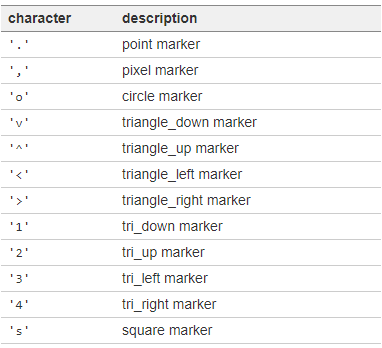 character description
'.' point marker
',' pixel marker
'o' circle marker
'v' triangle_down marker
'^' triangle_up marker
'<' triangle_left marker
'>' triangle_right marker
'1' tri_down marker
'2' tri_up marker
'3' tri_left marker
'4' tri_right marker
's' square marker